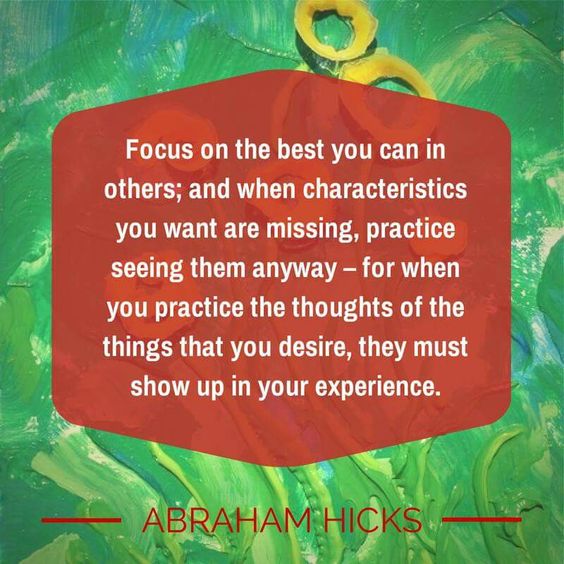 Focus on the best you can in
others; and when characteristics
you want are missing, practice
seeing them anyway – for when
you practice the thoughts of the
things that you desire, they must
show up in your experience.
ABRAHAM HICKS